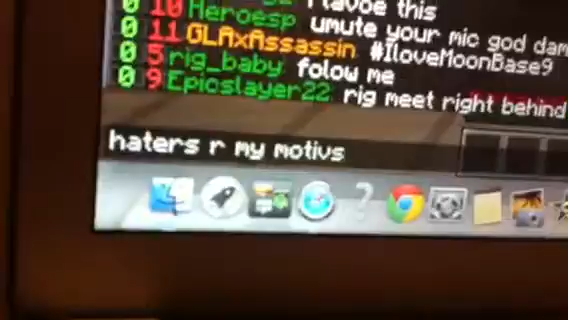 this
0 10 Heroesp umute your mic god dam
0 11 GLAxAssassin #IloveMoonBase9
0 5 rig_baby folow me
0 9 Epicslayer22 rig meet right behind
haters r my motivs